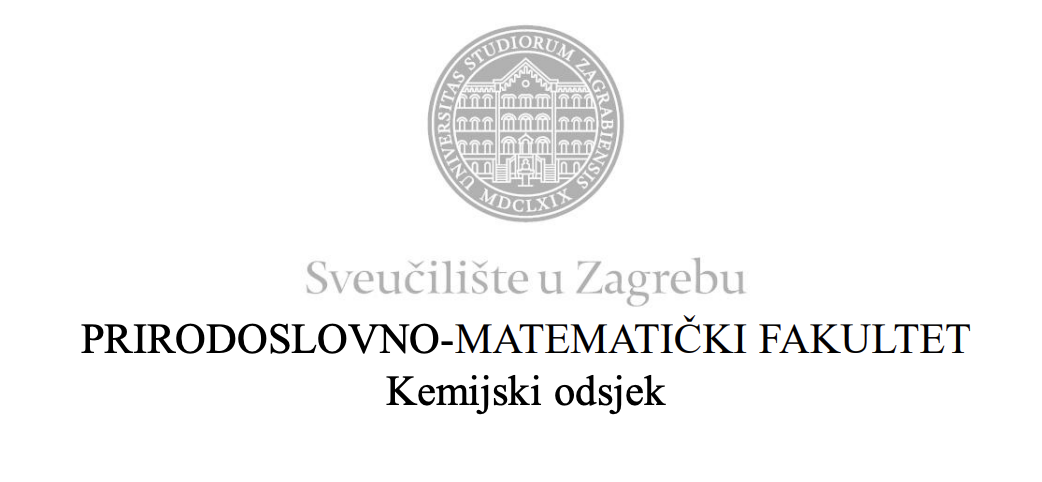 UNIVERSITAS STUDIORUM ZAGRABIENSIS
MDCLXIX
Sveučilište u Zagrebu
PRIRODOSLOVNO-MATEMATIČKI FAKULTET
Kemijski odsjek